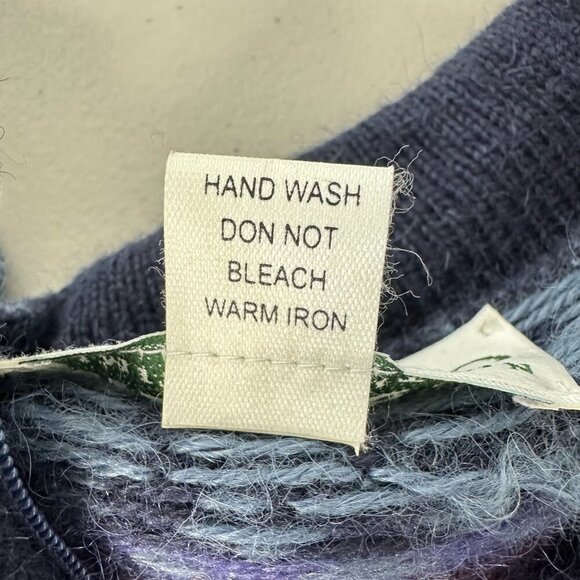 HAND WASH
DON NOT
BLEACH
WARM IRON